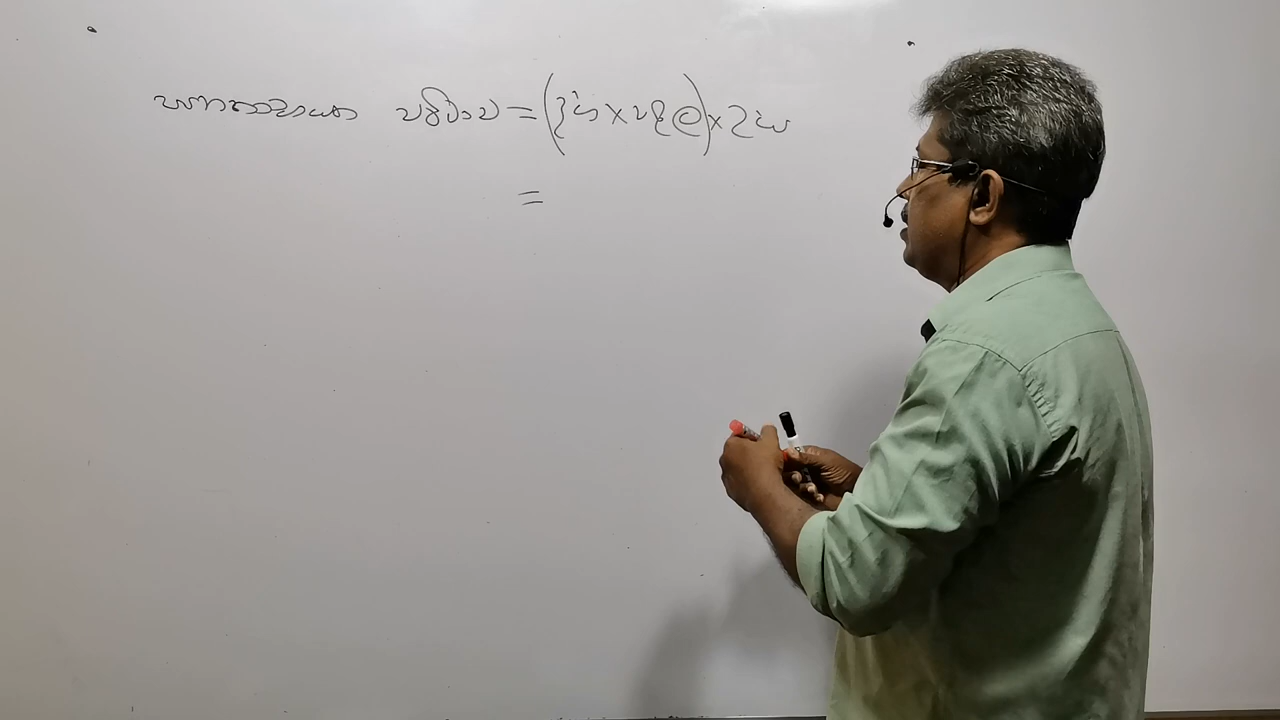 ඝනකාභයක පරිමාව = (දිග × පළල) × උස
=